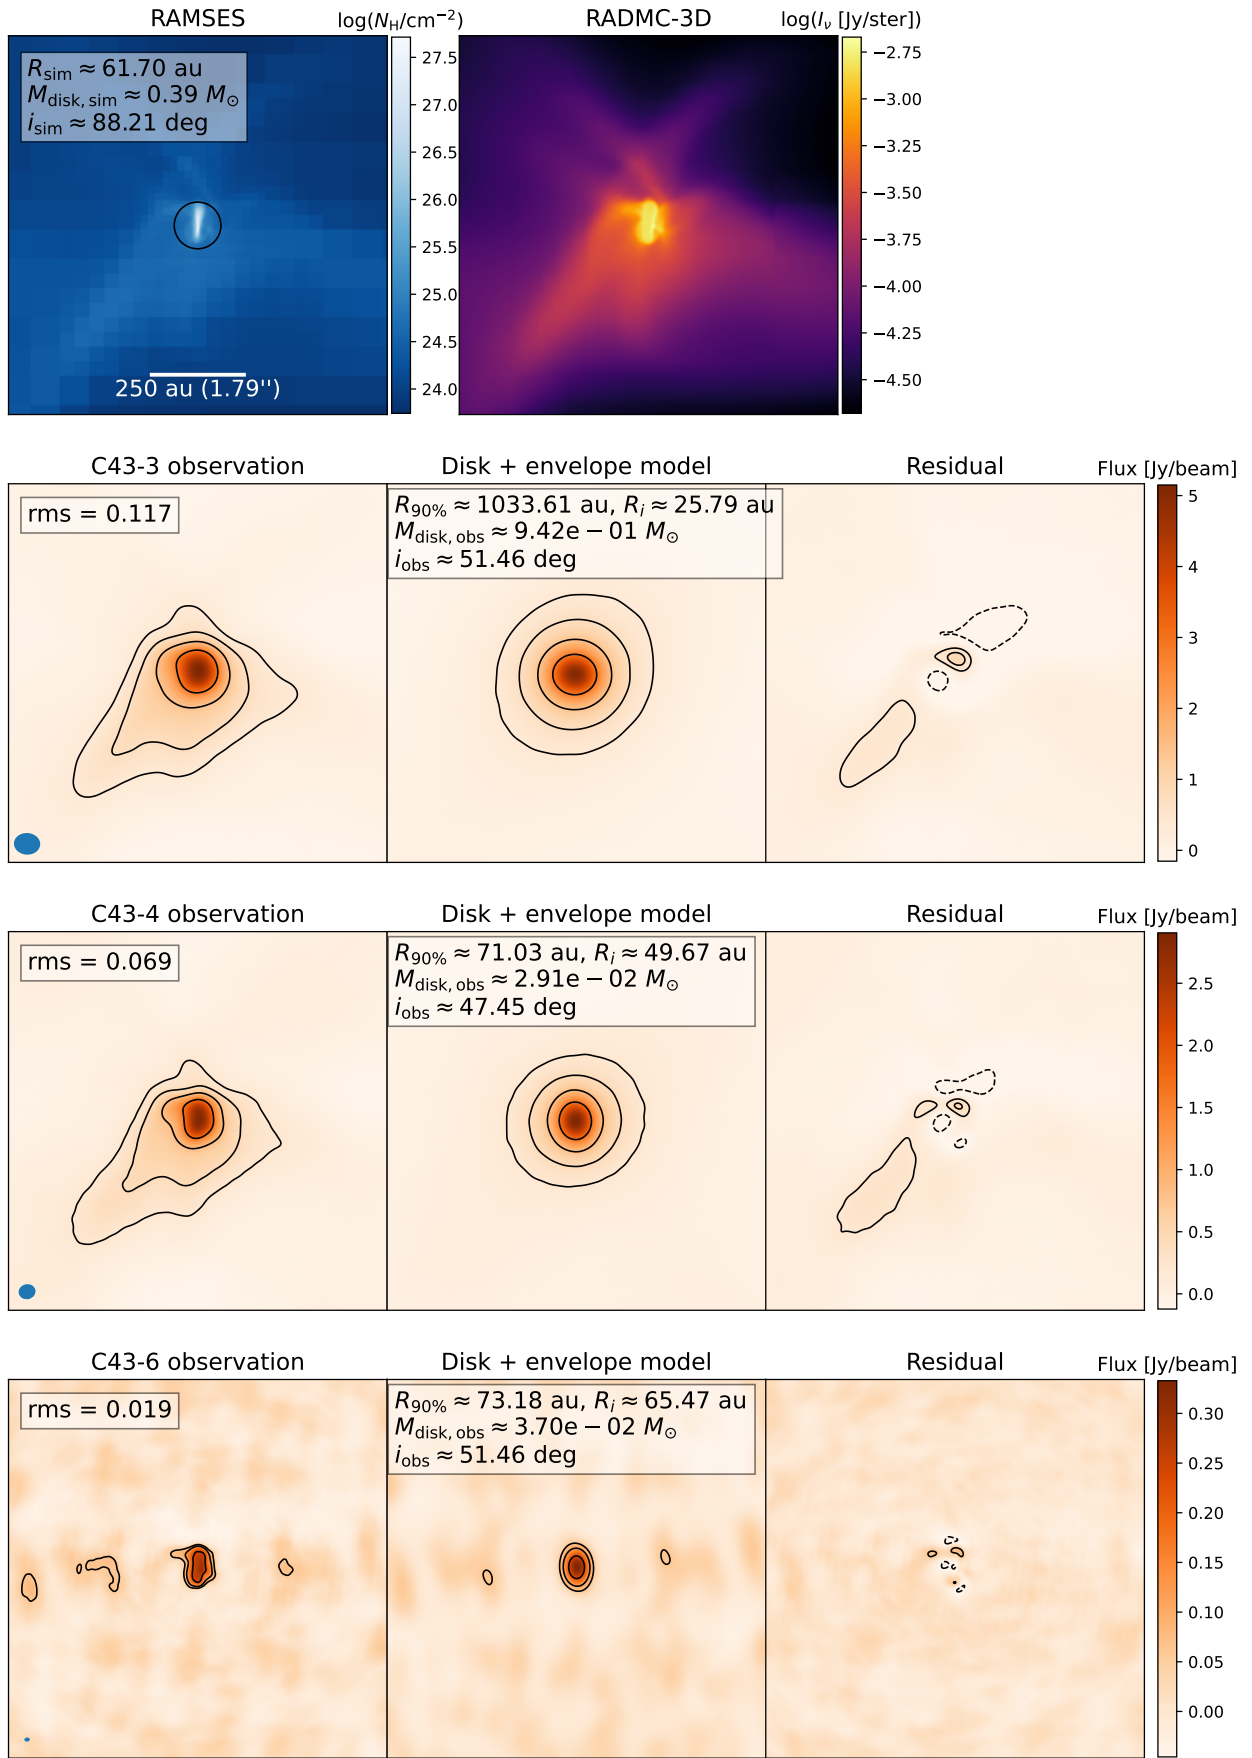 RAMSES
log(N_H/cm⁻²)
RADMC-3D
log(I_ν [Jy/ster])
R_sim ≈ 61.70 au
M_disk, sim ≈ 0.39 M_⊙
i_sim ≈ 88.21 deg
250 au (1.79'')
27.5
27.0
26.5
26.0
25.5
25.0
24.5
24.0
−2.75
−3.00
−3.25
−3.50
−3.75
−4.00
−4.25
−4.50
C43-3 observation
Disk + envelope model
Residual
Flux [Jy/beam]
rms = 0.117
R_90% ≈ 1033.61 au, R_i ≈ 25.79 au
M_disk, obs ≈ 9.42e − 01 M_⊙
i_obs ≈ 51.46 deg
5
4
3
2
1
0
C43-4 observation
Disk + envelope model
Residual
Flux [Jy/beam]
rms = 0.069
R_90% ≈ 71.03 au, R_i ≈ 49.67 au
M_disk, obs ≈ 2.91e − 02 M_⊙
i_obs ≈ 47.45 deg
2.5
2.0
1.5
1.0
0.5
0.0
C43-6 observation
Disk + envelope model
Residual
Flux [Jy/beam]
rms = 0.019
R_90% ≈ 73.18 au, R_i ≈ 65.47 au
M_disk, obs ≈ 3.70e − 02 M_⊙
i_obs ≈ 51.46 deg
0.30
0.25
0.20
0.15
0.10
0.05
0.00